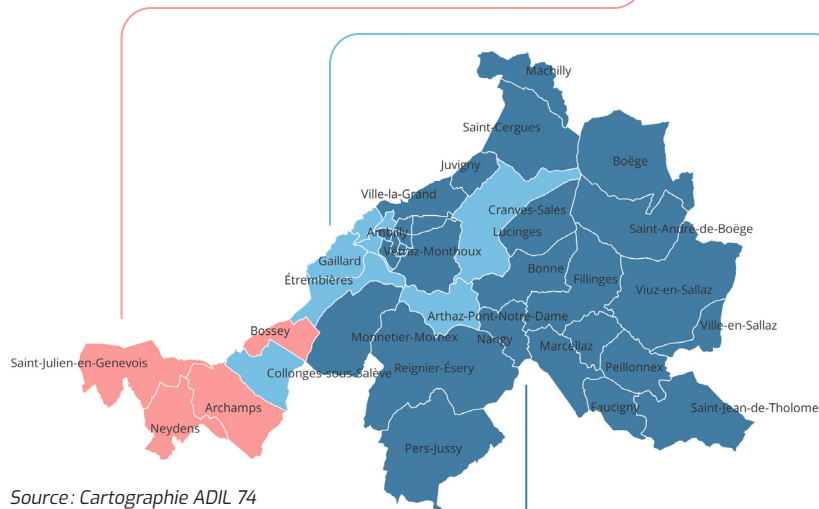 Machilly
Saint-Cergues
Boëge
Juvigny
Ville-la-Grand
Cranves-Sales
Ambilly
Lucinges
Saint-André-de-Boëge
Vétraz-Monthoux
Gaillard
Bonne
Fillinges
Étrembières
Viuz-en-Sallaz
Arthaz-Pont-Notre-Dame
Ville-en-Sallaz
Bossey
Monnetier-Mornex
Nangy
Marcellaz
Saint-Julien-en-Genevois
Collonges-sous-Salève
Reignier-Ésery
Peillonnex
Archamps
Faucigny
Saint-Jean-de-Tholome
Neydens
Pers-Jussy
Source : Cartographie ADIL 74